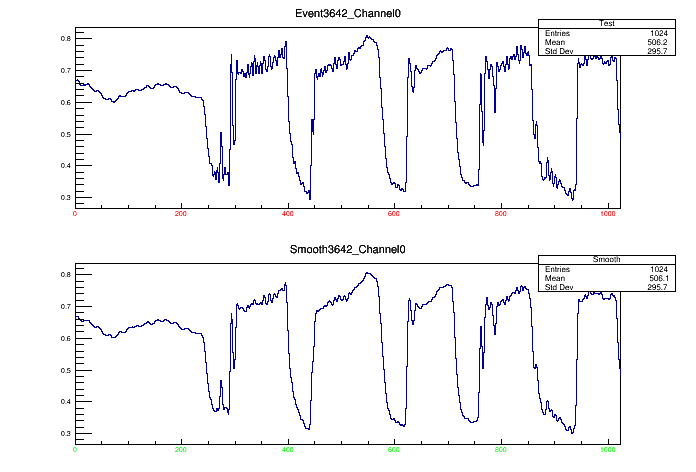 Event3642_Channel0
Test
Entries 1024
Mean 506.2
Std Dev 295.7
0.8
0.7
0.6
0.5
0.4
0.3
0 200 400 600 800 1000
Smooth3642_Channel0
Smooth
Entries 1024
Mean 506.1
Std Dev 295.7
0.8
0.7
0.6
0.5
0.4
0.3
0 200 400 600 800 1000